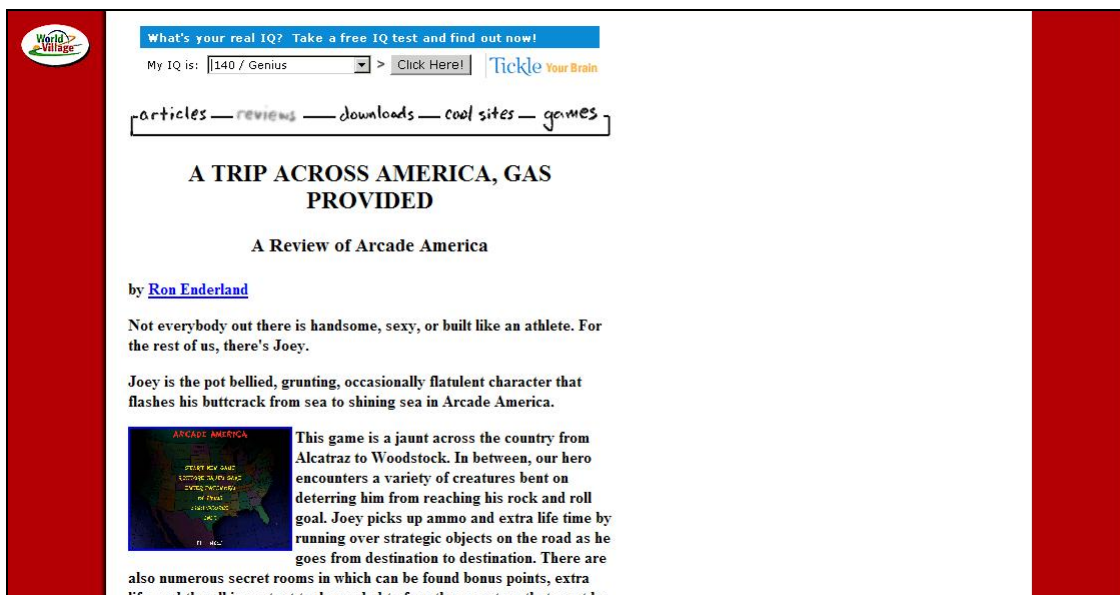 World
Village
What's your real IQ? Take a free IQ test and find out now!
My IQ is: 140 / Genius > Click Here! Tickle Your Brain
articles reviews downloads cool sites games
A TRIP ACROSS AMERICA, GAS
PROVIDED
A Review of Arcade America
by Ron Enderland
Not everybody out there is handsome, sexy, or built like an athlete. For
the rest of us, there's Joey.
Joey is the pot bellied, grunting, occasionally flatulent character that
flashes his buttcrack from sea to shining sea in Arcade America.
ARCADE AMERICA
START NEW GAME
RESTORE SAVED GAME
This game is a jaunt across the country from
Alcatraz to Woodstock. In between, our hero
encounters a variety of creatures bent on
deterring him from reaching his rock and roll
goal. Joey picks up ammo and extra life time by
running over strategic objects on the road as he
goes from destination to destination. There are
also numerous secret rooms in which can be found bonus points, extra